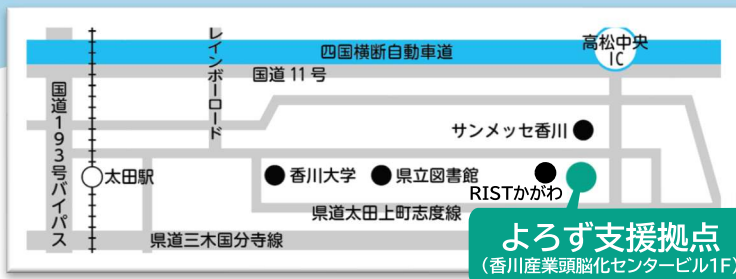 四国横断自動車道
高松中央
IC
国道11号
レインボーロード
国道193号バイパス
サンメッセ香川
太田駅
香川大学
県立図書館
RISTかがわ
県道太田上町志度線
県道三木国分寺線
よろず支援拠点
(香川産業頭脳化センタービル1F)